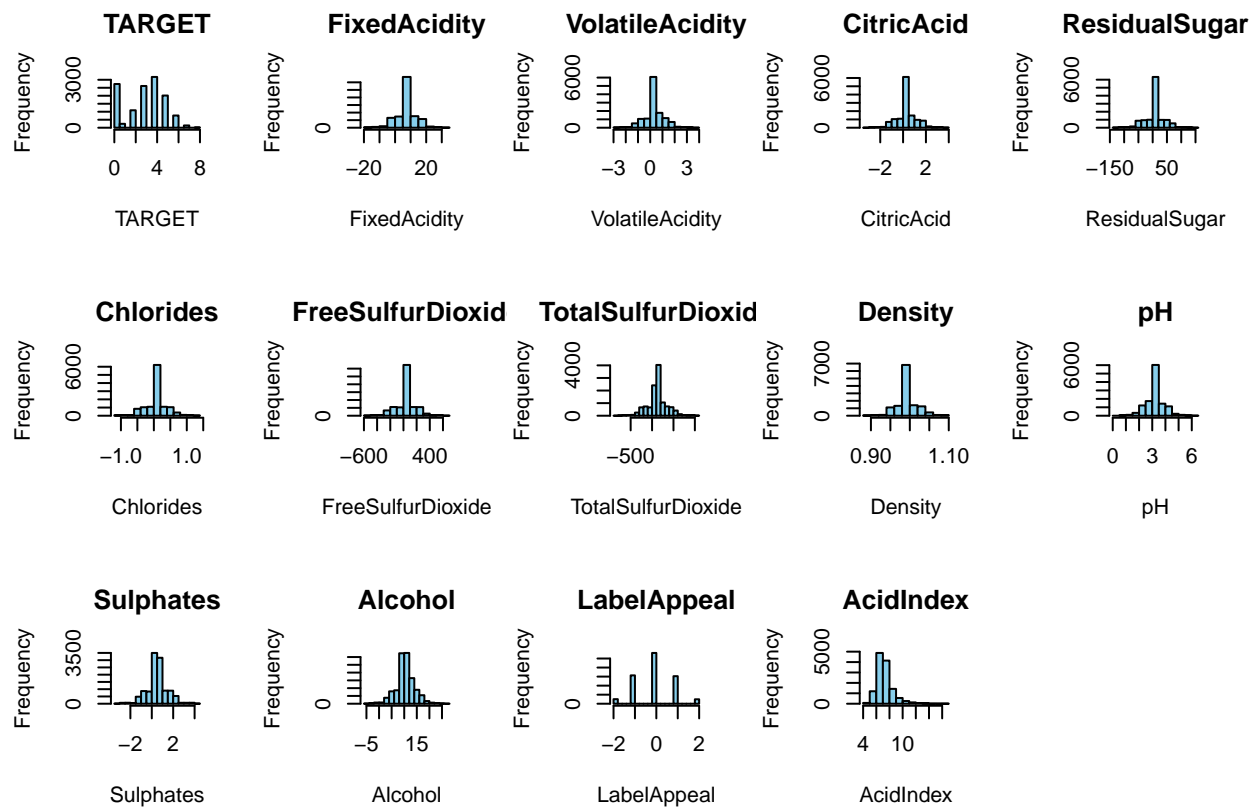 TARGET
Frequency
0 3000
0 4 8
TARGET
FixedAcidity
Frequency
0
−20 20
FixedAcidity
VolatileAcidity
Frequency
0 6000
−3 0 3
VolatileAcidity
CitricAcid
Frequency
0 6000
−2 2
CitricAcid
ResidualSugar
Frequency
0 6000
−150 50
ResidualSugar
Chlorides
Frequency
0 6000
−1.0 1.0
Chlorides
FreeSulfurDioxid
Frequency
0
−600 400
FreeSulfurDioxide
TotalSulfurDioxid
Frequency
0 4000
−500
TotalSulfurDioxide
Density
Frequency
0 7000
0.90 1.10
Density
pH
Frequency
0 6000
0 3 6
pH
Sulphates
Frequency
0 3500
−2 2
Sulphates
Alcohol
Frequency
0
−5 15
Alcohol
LabelAppeal
Frequency
0
−2 0 2
LabelAppeal
AcidIndex
Frequency
0 5000
4 10
AcidIndex